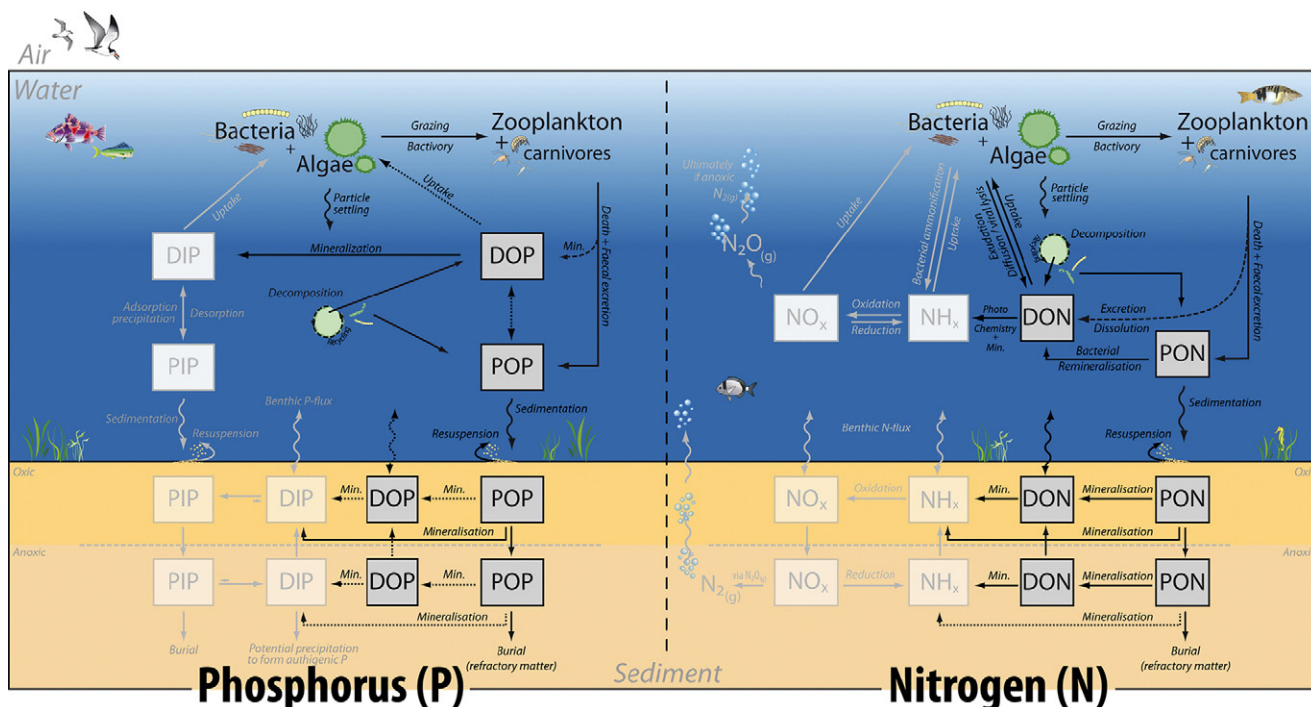 Air
Water
Bacteria
+
Algae
Grazing
Bactivory
Zooplankton
+
carnivores
Uptake
Particle
settling
Uptake
Death + Faecal excretion
DIP
Mineralization
DOP
Min.
Adsorption
precipitation
Desorption
Decomposition
Recycling
PIP
POP
Sedimentation
Resuspension
Benthic P-flux
Resuspension
Sedimentation
Oxic
PIP
DIP
Min.
DOP
Min.
POP
Mineralisation
Anoxic
PIP
DIP
Min.
DOP
Min.
POP
Mineralisation
Burial
Potential precipitation
to form authigenic P
Burial
(refractory matter)
Phosphorus (P)
Sediment
Bacteria
+
Algae
Grazing
Bactivory
Zooplankton
+
carnivores
Ultimately
if anoxic
N2(g)
N2O(g)
Uptake
Bacterial ammonification
Uptake
Exudation
Diffusion / viral lysis
Uptake
Particle
settling
Decomposition
Recycling
Death + Faecal excretion
NOx
Oxidation
Reduction
NHx
Photo
Chemistry
+
Min.
DON
Excretion
Dissolution
Bacterial
Remineralisation
PON
Sedimentation
Benthic N-flux
Resuspension
Oxi
NOx
Oxidation
NHx
Min.
DON
Mineralisation
PON
Mineralisation
Anoxi
N2(g)
via N2O(g)
NOx
Reduction
NHx
Min.
DON
Mineralisation
PON
Mineralisation
Burial
(refractory matter)
Nitrogen (N)